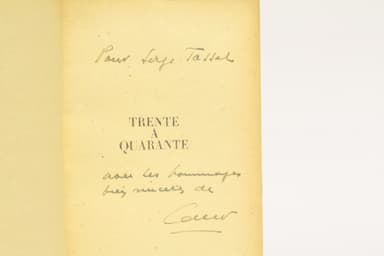 Pour Serge Tassel
TRENTE
À
QUARANTE
avec les hommages
bien sincères de